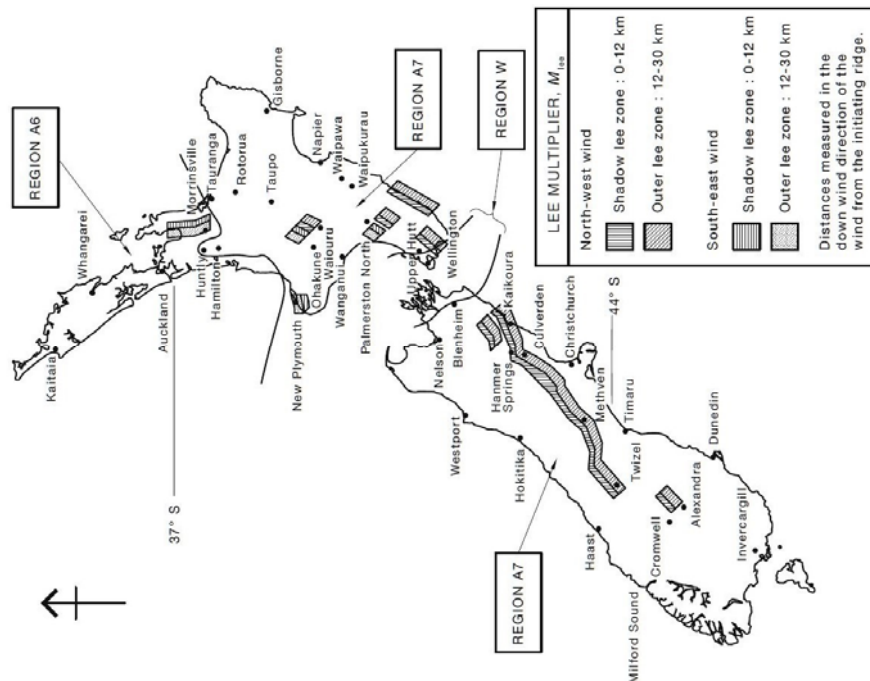 REGION A6
Kaitaia
Whangarei
Auckland
37° S
Morrinsville
Tauranga
Huntly
Hamilton
Rotorua
Gisborne
Taupo
REGION A7
New Plymouth
Ohakune
Waiouru
Napier
Wanganui
Waipawa
Waipukurau
Palmerston North
Upper Hutt
Wellington
REGION W
Nelson
Blenheim
Westport
Kaikoura
Hanmer
Springs
Culverden
Hokitika
Christchurch
REGION A7
Methven
44° S
Haast
Timaru
Twizel
Milford Sound
Cromwell
Alexandra
Dunedin
Invercargill
LEE MULTIPLIER, Mlee
North-west wind
Shadow lee zone : 0-12 km
Outer lee zone : 12-30 km
South-east wind
Shadow lee zone : 0-12 km
Outer lee zone : 12-30 km
Distances measured in the
down wind direction of the
wind from the initiating ridge.